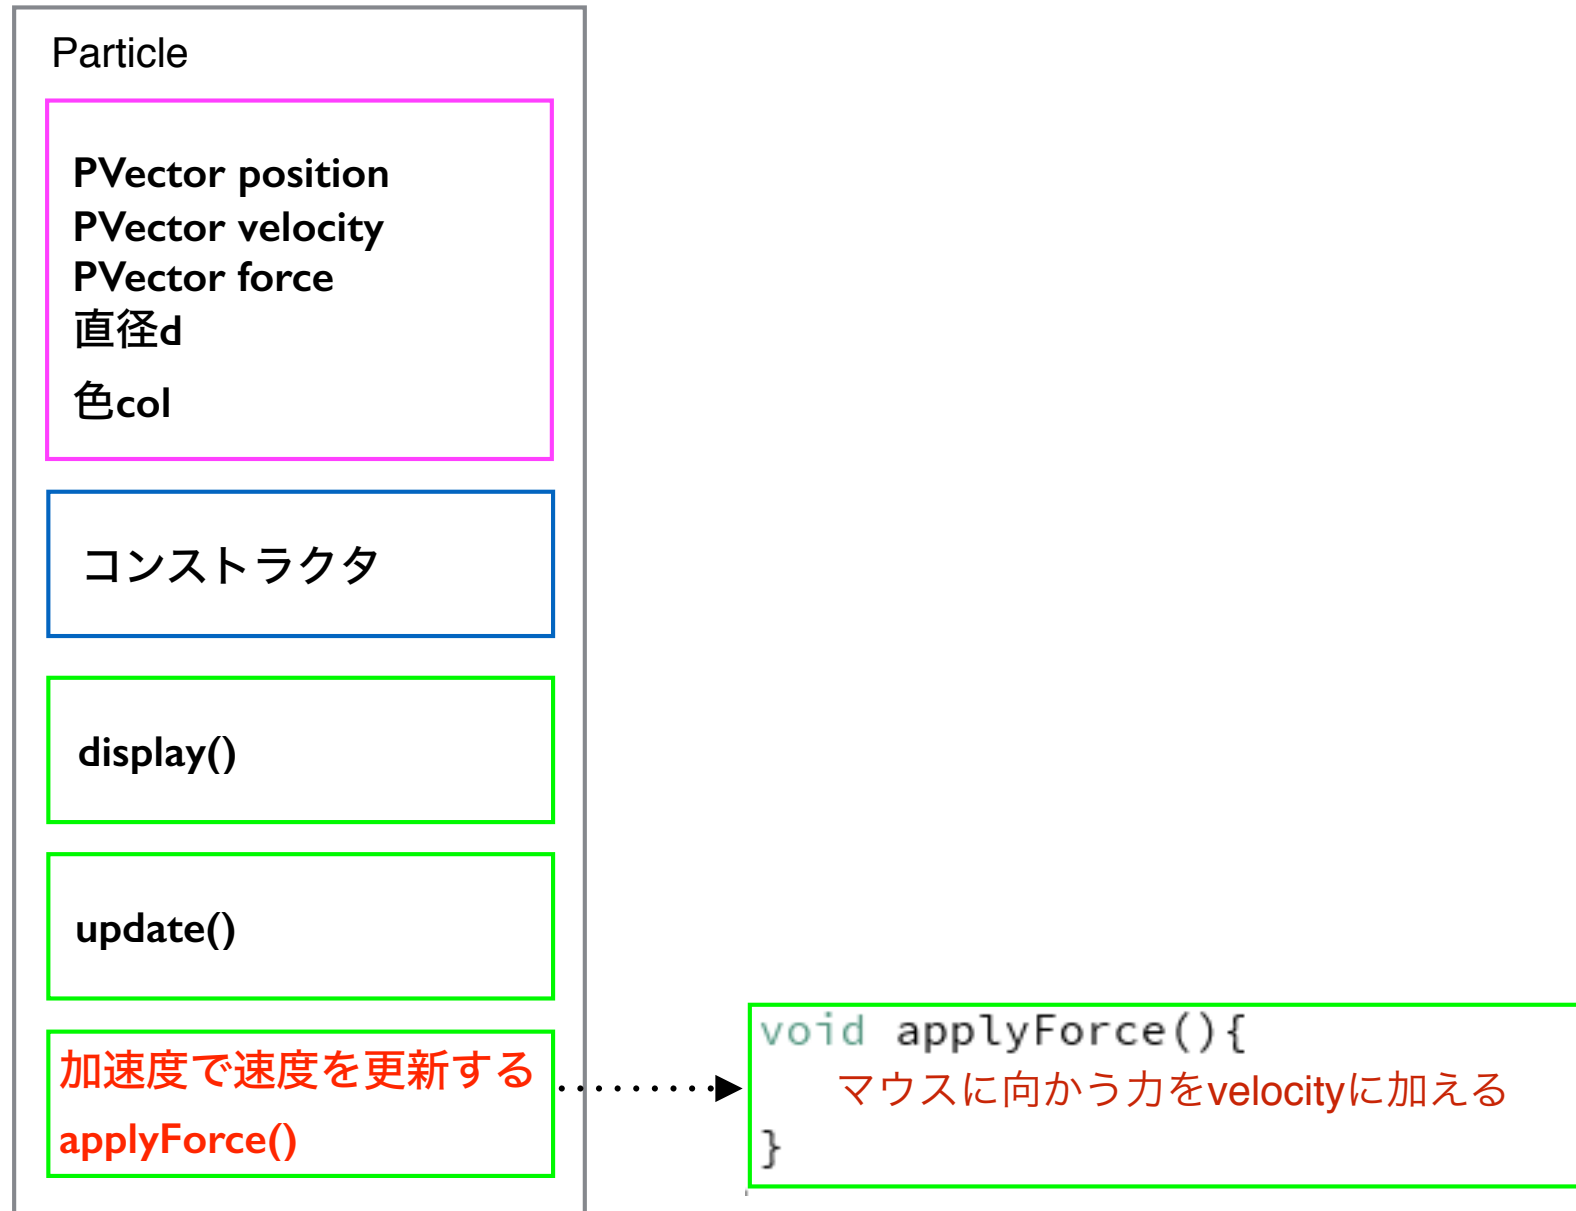 Particle
PVector position
PVector velocity
PVector force
直径d
色col
コンストラクタ
display()
update()
加速度で速度を更新する
applyForce()
void applyForce(){
マウスに向かう力をvelocityに加える
}